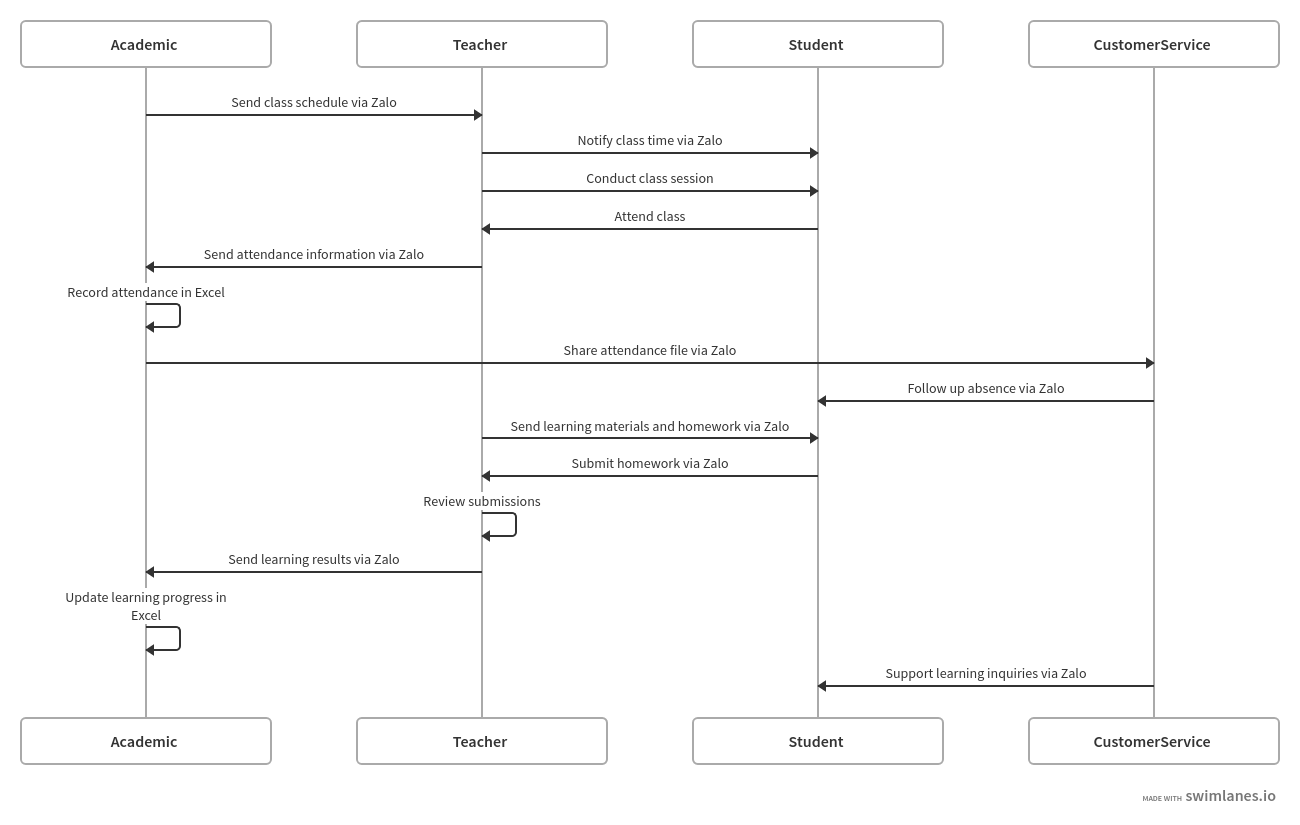 Academic
Teacher
Student
CustomerService
Send class schedule via Zalo
Notify class time via Zalo
Conduct class session
Attend class
Send attendance information via Zalo
Record attendance in Excel
Share attendance file via Zalo
Follow up absence via Zalo
Send learning materials and homework via Zalo
Submit homework via Zalo
Review submissions
Send learning results via Zalo
Update learning progress in
Excel
Support learning inquiries via Zalo
Academic
Teacher
Student
CustomerService
MADE WITH swimlanes.io